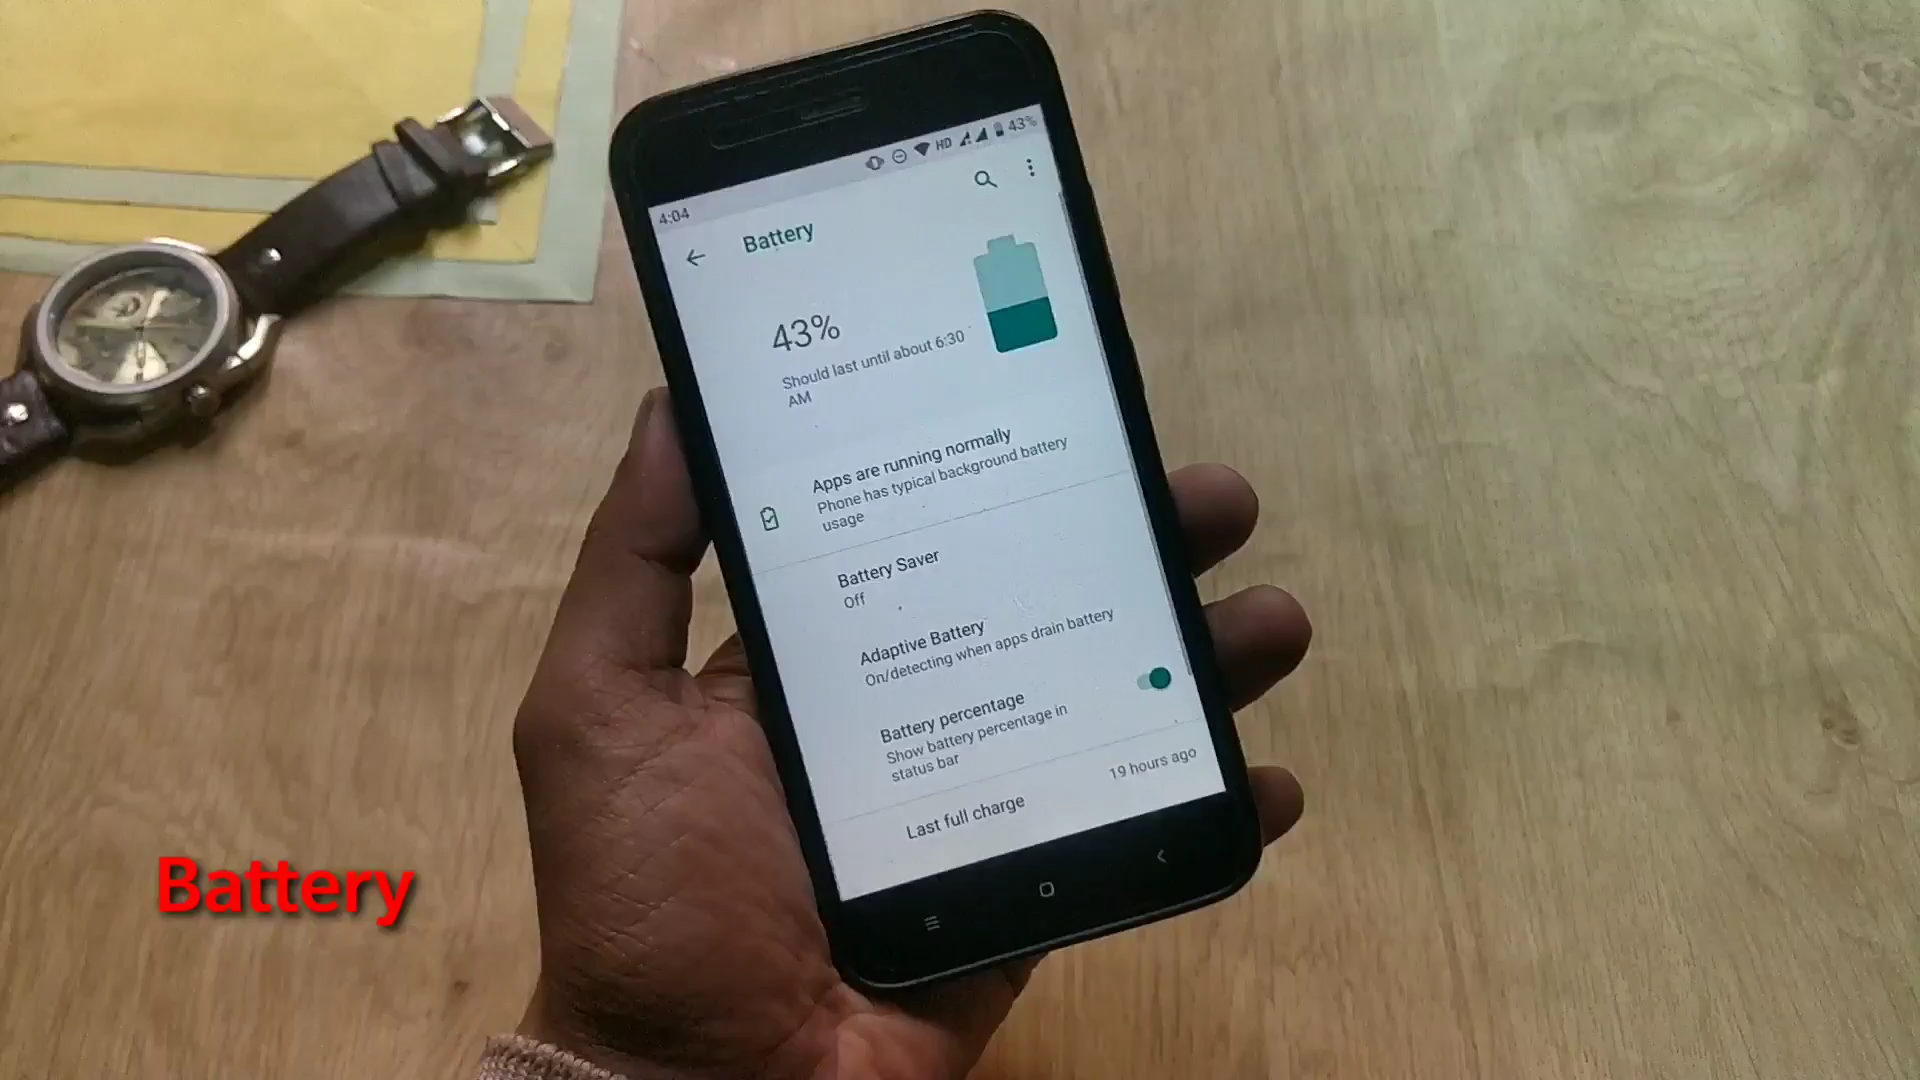 4:04
HD
43%
Battery
43%
Should last until about 6:30
AM
Apps are running normally
Phone has typical background battery
usage
Battery Saver
Off
Adaptive Battery
On/detecting when apps drain battery
Battery percentage
Show battery percentage in
status bar
Last full charge
19 hours ago
Battery